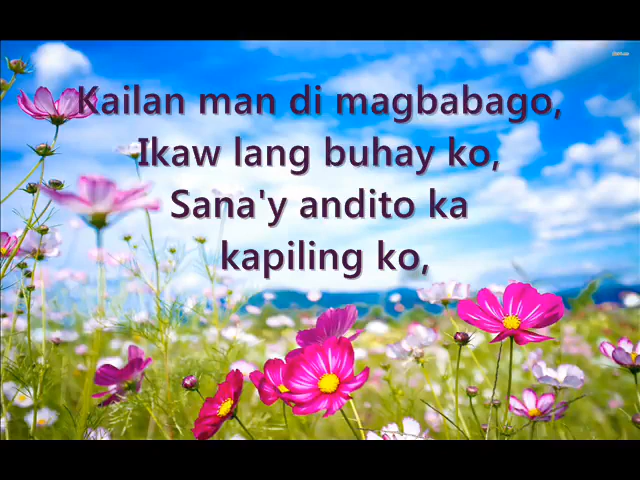 Kailan man di magbabago,
Ikaw lang buhay ko,
Sana'y andito ka
kapiling ko,